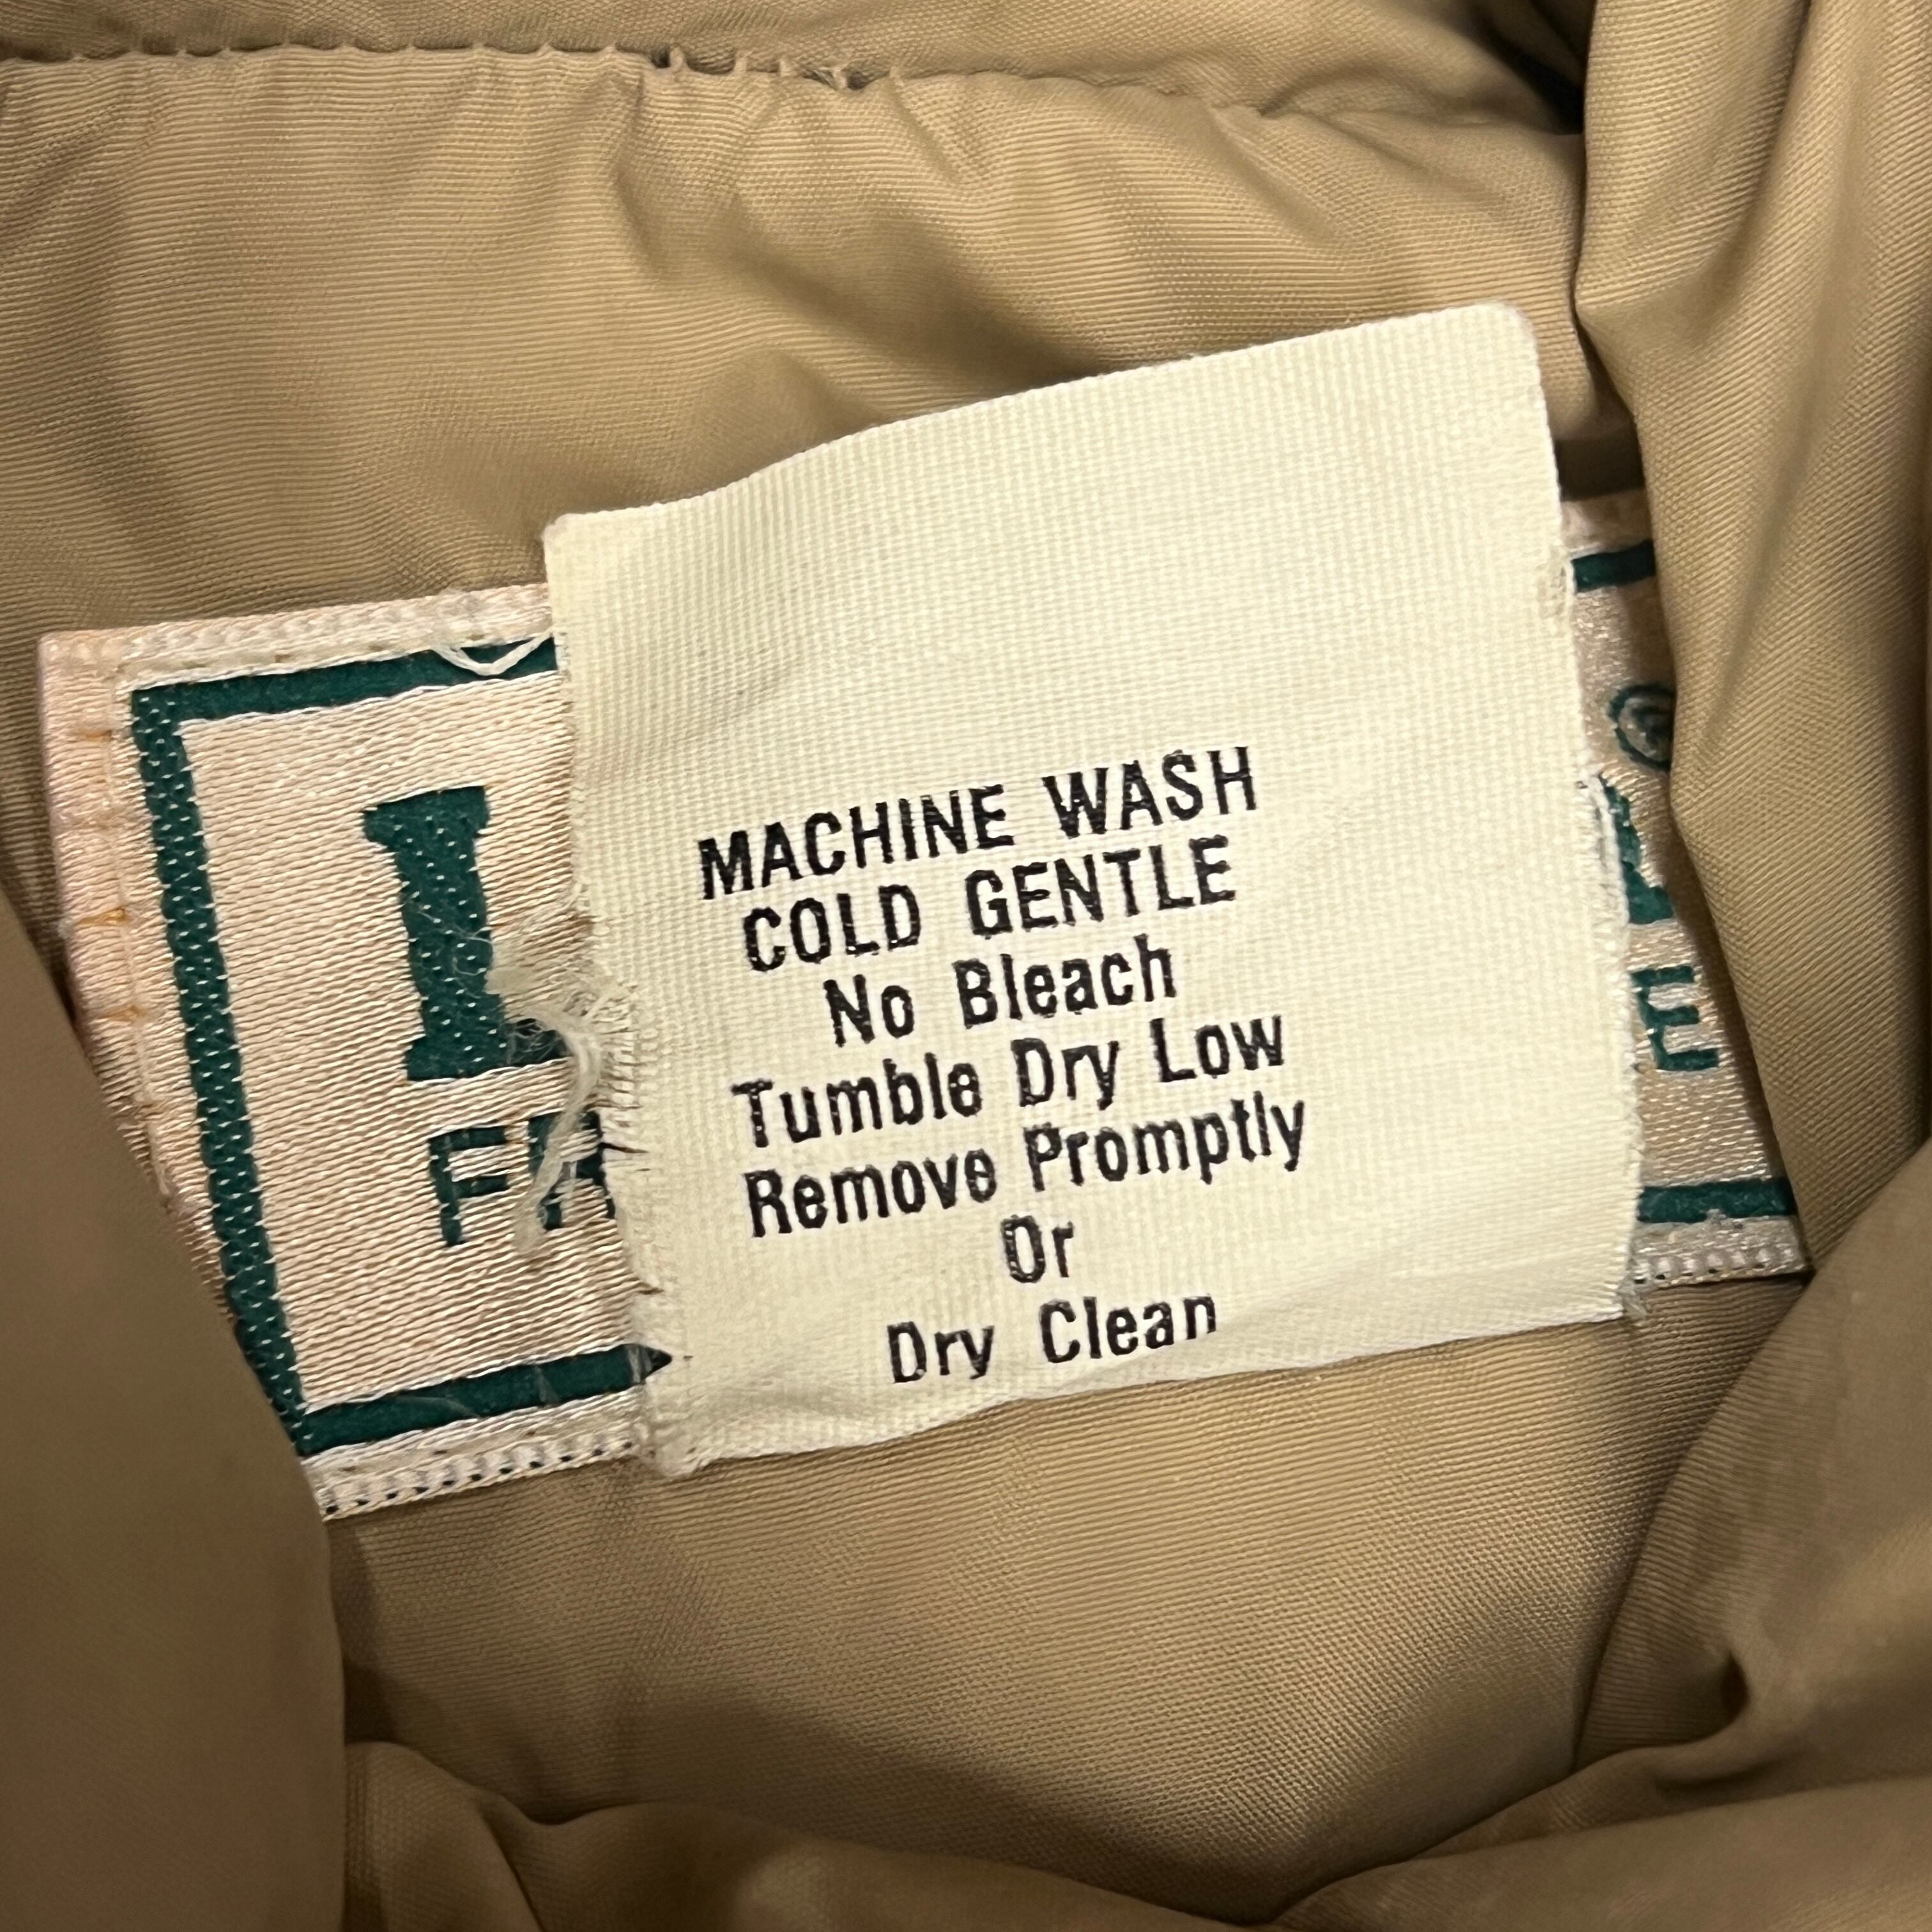 MACHINE WASH
COLD GENTLE
No Bleach
Tumble Dry Low
Remove Promptly
Or
Dry Clean